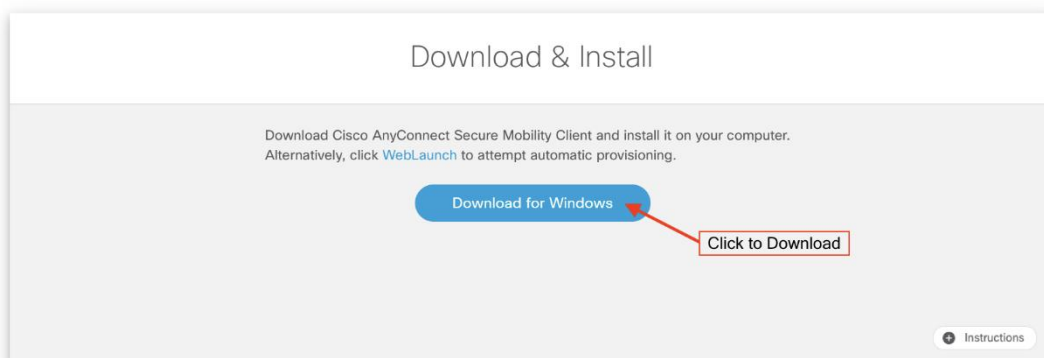 Download & Install
Download Cisco AnyConnect Secure Mobility Client and install it on your computer.
Alternatively, click WebLaunch to attempt automatic provisioning.
Download for Windows
Click to Download
Instructions